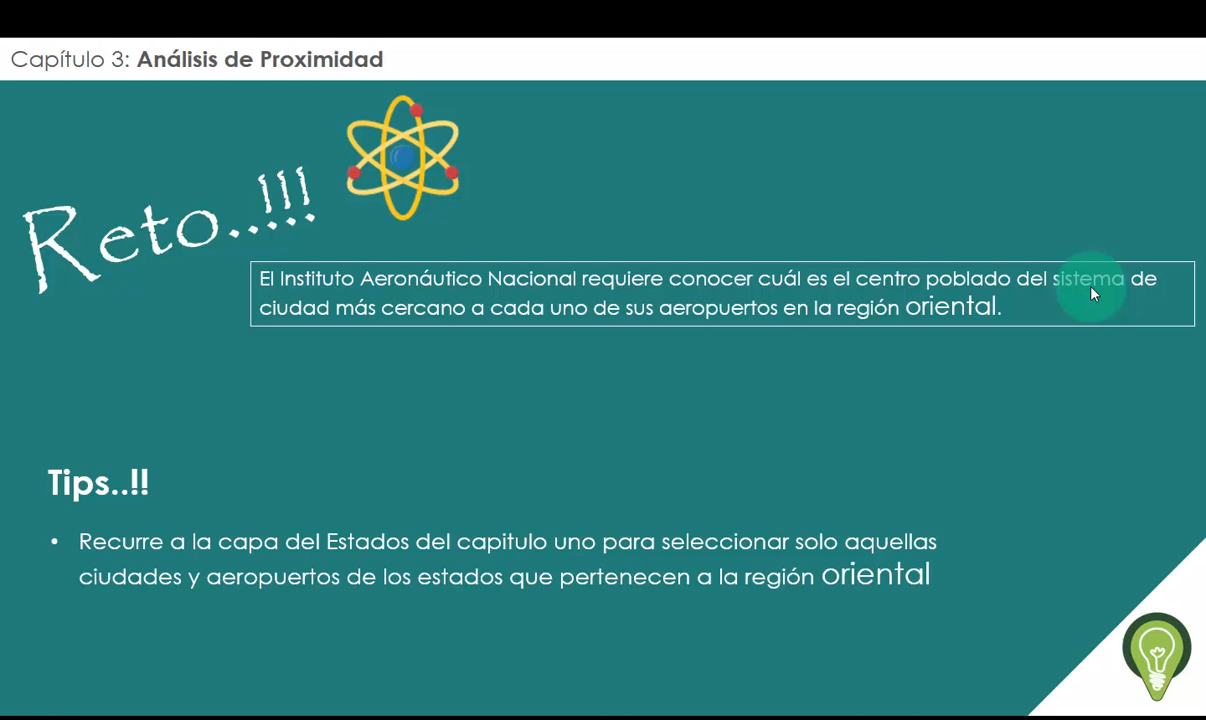 Capítulo 3: Análisis de Proximidad
Reto..!!!
El Instituto Aeronáutico Nacional requiere conocer cuál es el centro poblado del sistema de
ciudad más cercano a cada uno de sus aeropuertos en la región oriental.
Tips..!!
• Recurre a la capa del Estados del capitulo uno para seleccionar solo aquellas
ciudades y aeropuertos de los estados que pertenecen a la región oriental